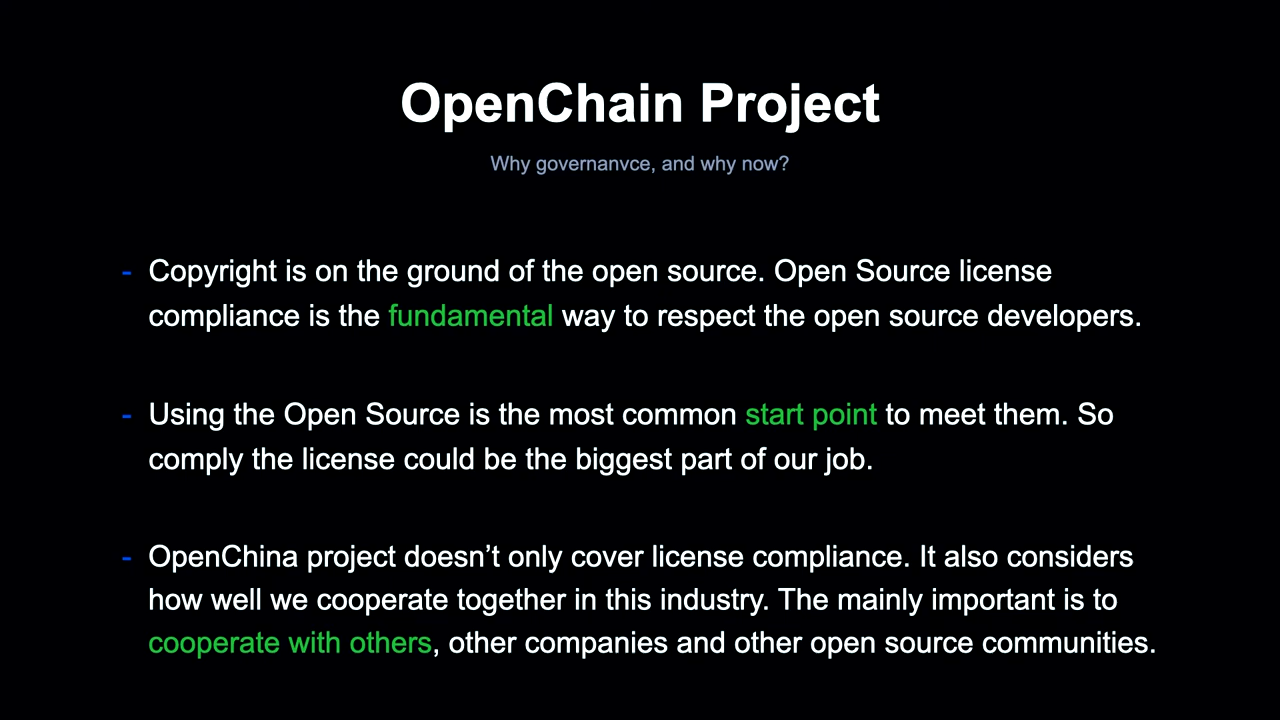 OpenChain Project
Why governanvce, and why now?
- Copyright is on the ground of the open source. Open Source license
compliance is the fundamental way to respect the open source developers.
- Using the Open Source is the most common start point to meet them. So
comply the license could be the biggest part of our job.
- OpenChina project doesn’t only cover license compliance. It also considers
how well we cooperate together in this industry. The mainly important is to
cooperate with others, other companies and other open source communities.